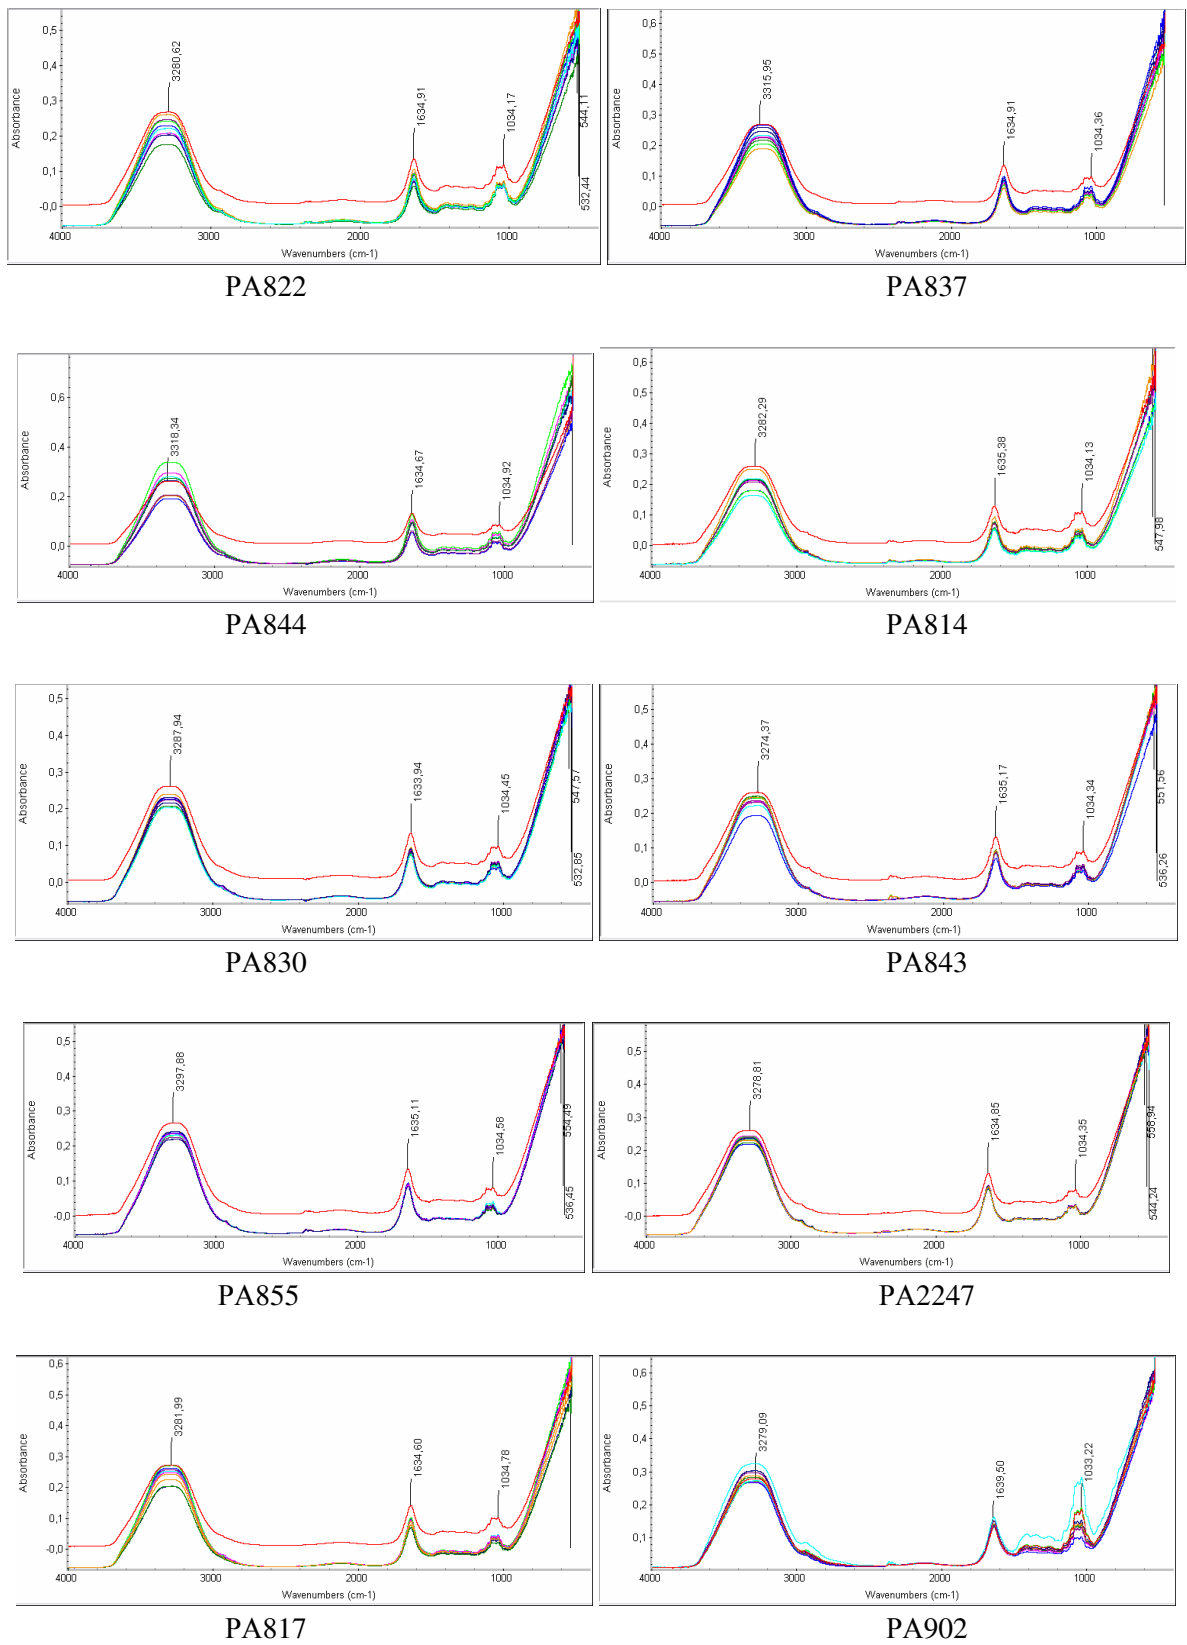 0,5
0,4
0,3
0,2
0,1
-0,0
Absorbance
3280,62
1634,91
1034,17
544,11
532,44
4000 3000 2000 1000
Wavenumbers (cm-1)
PA822
0,6
0,5
0,4
0,3
0,2
0,1
0,0
Absorbance
3315,95
1634,91
1034,36
4000 3000 2000 1000
Wavenumbers (cm-1)
PA837
0,6
0,4
0,2
0,0
Absorbance
3318,34
1634,67
1034,92
4000 3000 2000 1000
Wavenumbers (cm-1)
PA844
0,6
0,5
0,4
0,3
0,2
0,1
0,0
Absorbance
3282,29
1635,38
1034,13
547,98
4000 3000 2000 1000
Wavenumbers (cm-1)
PA814
0,5
0,4
0,3
0,2
0,1
0,0
Absorbance
3287,94
1633,94
1034,45
547,57
532,85
4000 3000 2000 1000
Wavenumbers (cm-1)
PA830
0,5
0,4
0,3
0,2
0,1
0,0
Absorbance
3274,37
1635,17
1034,34
551,56
536,26
4000 3000 2000 1000
Wavenumbers (cm-1)
PA843
0,5
0,4
0,3
0,2
0,1
-0,0
Absorbance
3297,88
1635,11
1034,58
554,49
536,45
4000 3000 2000 1000
Wavenumbers (cm-1)
PA855
0,5
0,4
0,3
0,2
0,1
-0,0
Absorbance
3278,81
1634,85
1034,35
558,94
544,24
4000 3000 2000 1000
Wavenumbers (cm-1)
PA2247
0,6
0,5
0,4
0,3
0,2
0,1
-0,0
Absorbance
3281,99
1634,60
1034,78
4000 3000 2000 1000
Wavenumbers (cm-1)
PA817
0,6
0,5
0,4
0,3
0,2
0,1
Absorbance
3279,09
1639,50
1033,22
4000 3000 2000 1000
Wavenumbers (cm-1)
PA902